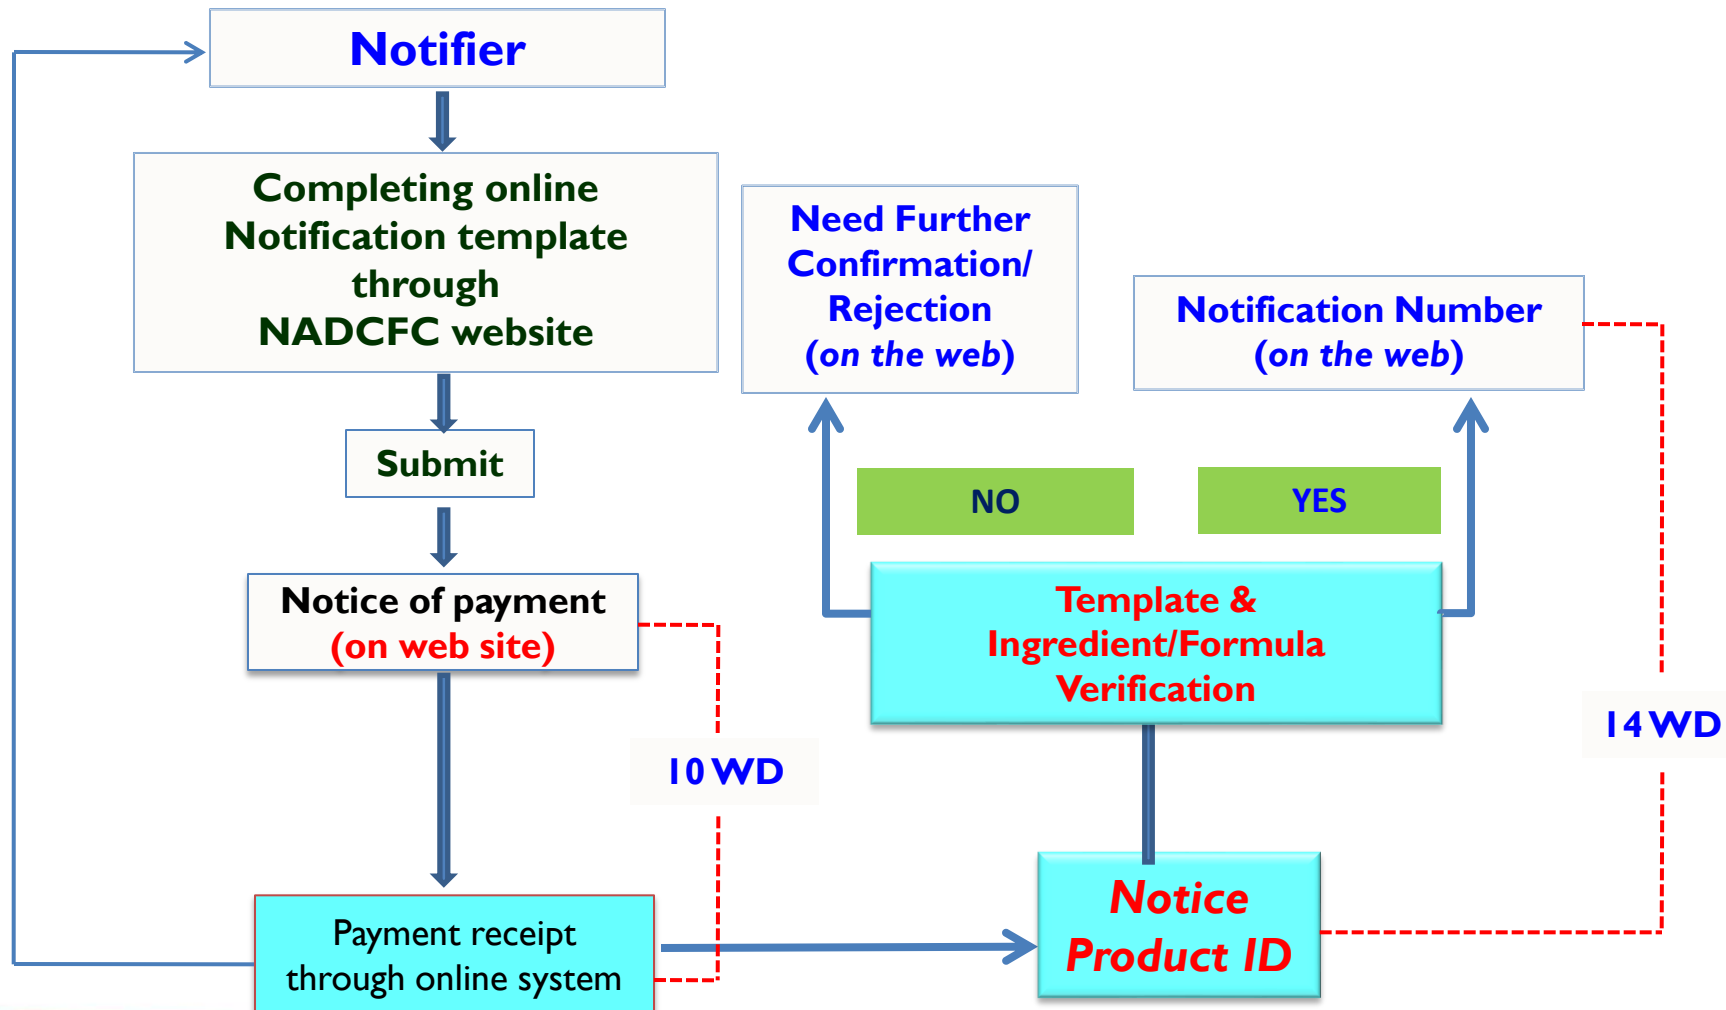 Notifier
Completing online
Notification template
through
NADCFC website
Submit
Notice of payment
(on web site)
10 WD
Payment receipt
through online system
Need Further
Confirmation/
Rejection
(on the web)
Notification Number
(on the web)
NO
YES
Template &
Ingredient/Formula
Verification
14 WD
Notice
Product ID